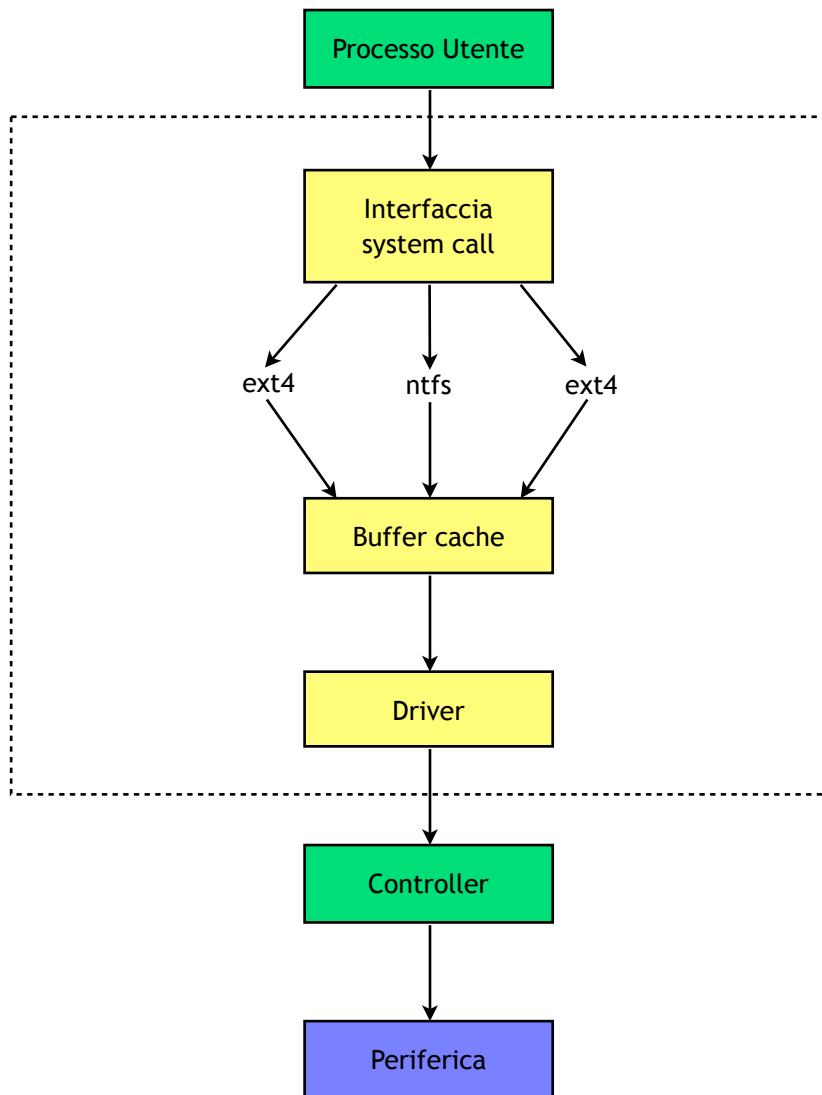 Processo Utente
Interfaccia
system call
ext4 ntfs ext4
Buffer cache
Driver
Controller
Periferica